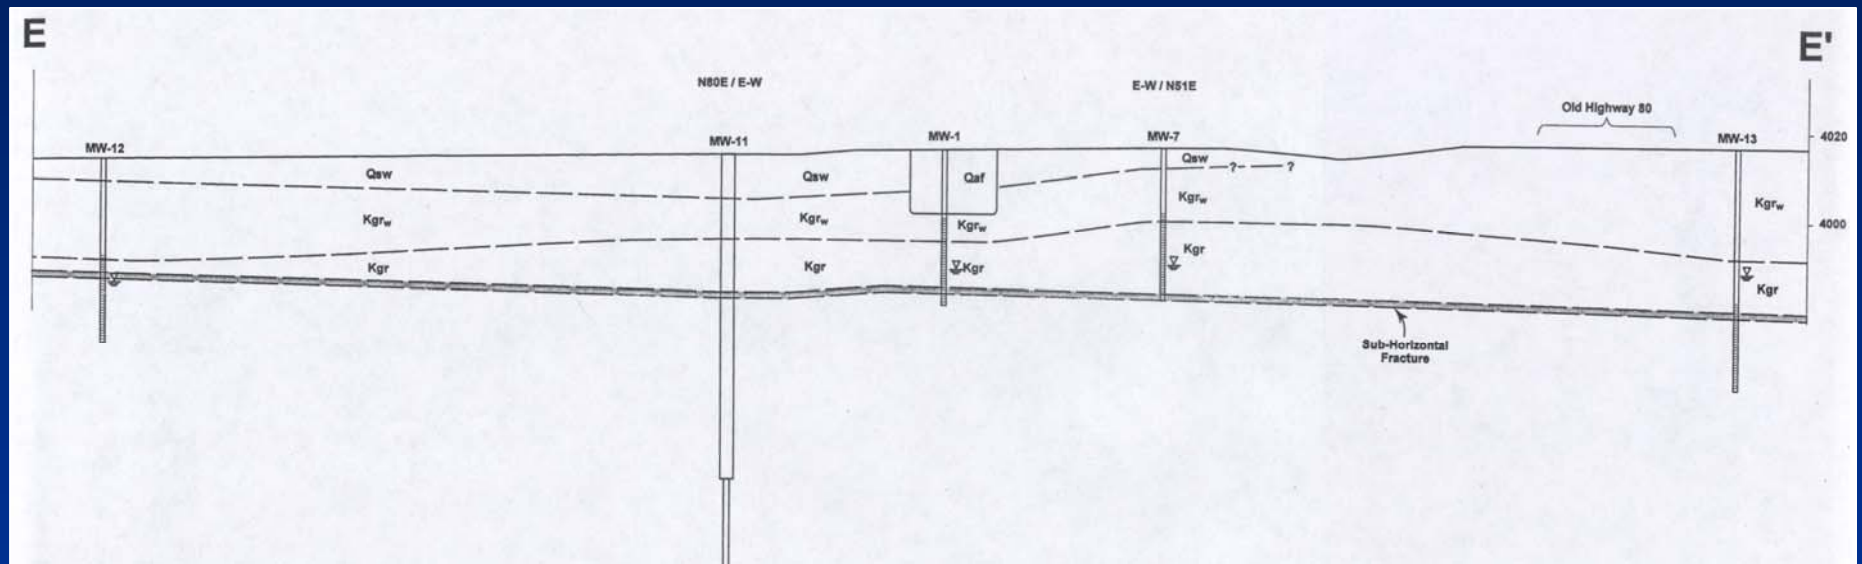 E
E'
N80E / E-W
E-W / N51E
Old Highway 80
MW-12
MW-11
MW-1
MW-7
MW-13
4020
Qsw
Qsw
Qaf
Qsw
?
?
Kgrw
Kgrw
Kgrw
Kgrw
Kgrw
4000
Kgr
Kgr
Kgr
Kgr
Kgr
Sub-Horizontal
Fracture